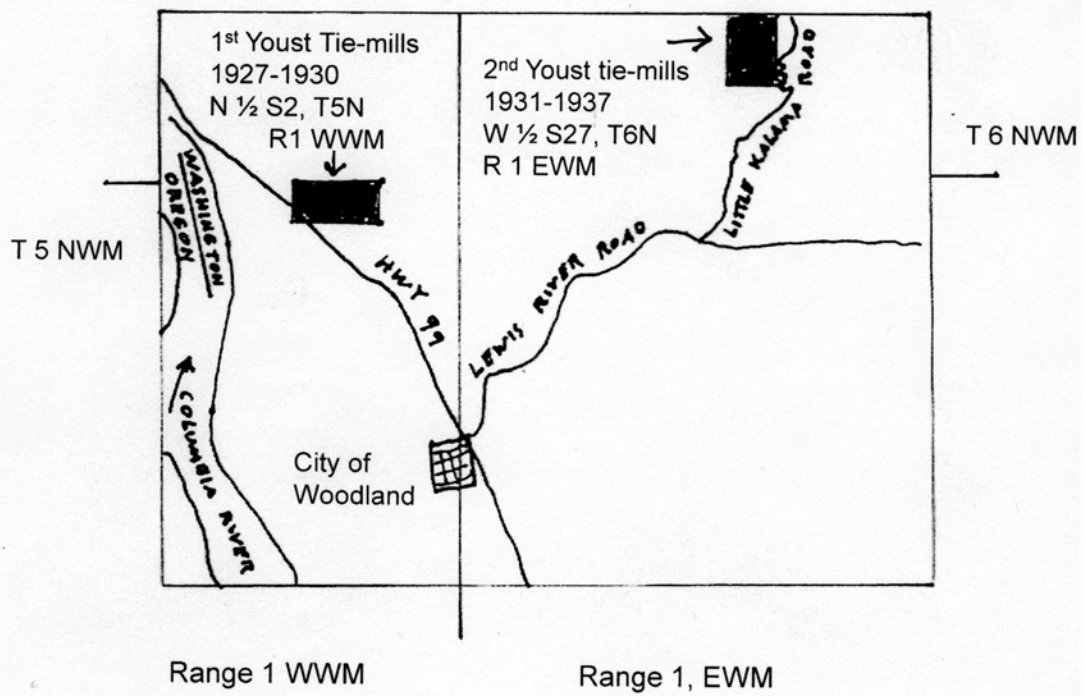 1st Youst Tie-mills
1927-1930
N ½ S2, T5N
R1 WWM
2nd Youst tie-mills
1931-1937
W ½ S27, T6N
R 1 EWM
T 6 NWM
T 5 NWM
WASHINGTON
OREGON
HWY 99
LEWIS RIVER ROAD
LITTLE KALAMA ROAD
COLUMBIA RIVER
City of
Woodland
Range 1 WWM
Range 1, EWM